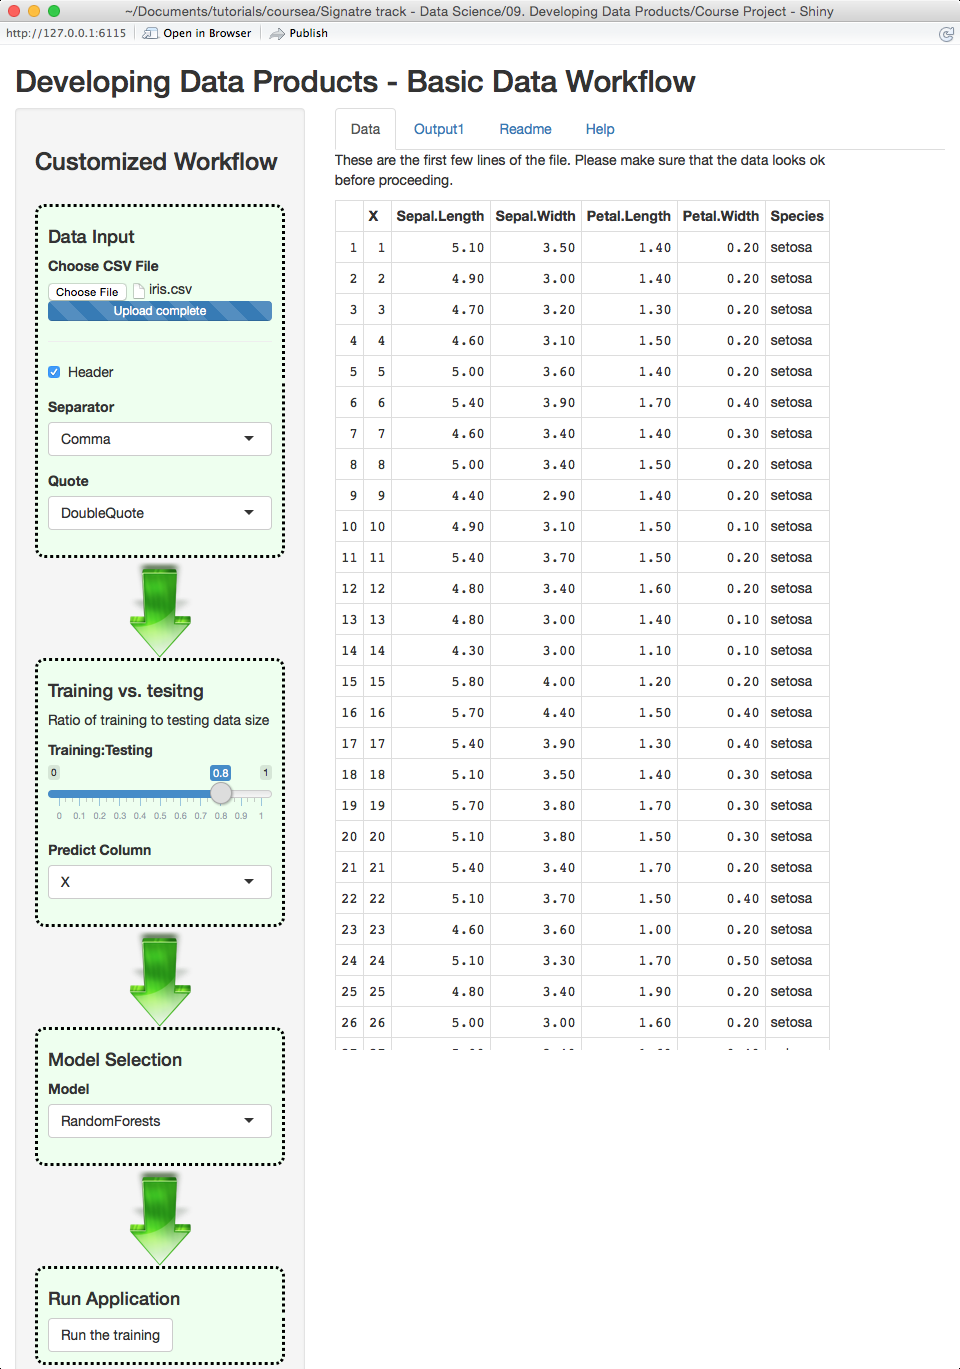 ~/Documents/tutorials/coursea/Signatre track - Data Science/09. Developing Data Products/Course Project - Shiny
http://127.0.0.1:6115 Open in Browser Publish
Developing Data Products - Basic Data Workflow
Customized Workflow
Data Input
Choose CSV File
Choose File iris.csv
Upload complete
Header
Separator
Comma
Quote
DoubleQuote
Training vs. tesitng
Ratio of training to testing data size
Training:Testing
0 0.8 1
0 0.1 0.2 0.3 0.4 0.5 0.6 0.7 0.8 0.9 1
Predict Column
X
Model Selection
Model
RandomForests
Run Application
Run the training
Data Output1 Readme Help
These are the first few lines of the file. Please make sure that the data looks ok
before proceeding.
X Sepal.Length Sepal.Width Petal.Length Petal.Width Species
1 1 5.10 3.50 1.40 0.20 setosa
2 2 4.90 3.00 1.40 0.20 setosa
3 3 4.70 3.20 1.30 0.20 setosa
4 4 4.60 3.10 1.50 0.20 setosa
5 5 5.00 3.60 1.40 0.20 setosa
6 6 5.40 3.90 1.70 0.40 setosa
7 7 4.60 3.40 1.40 0.30 setosa
8 8 5.00 3.40 1.50 0.20 setosa
9 9 4.40 2.90 1.40 0.20 setosa
10 10 4.90 3.10 1.50 0.10 setosa
11 11 5.40 3.70 1.50 0.20 setosa
12 12 4.80 3.40 1.60 0.20 setosa
13 13 4.80 3.00 1.40 0.10 setosa
14 14 4.30 3.00 1.10 0.10 setosa
15 15 5.80 4.00 1.20 0.20 setosa
16 16 5.70 4.40 1.50 0.40 setosa
17 17 5.40 3.90 1.30 0.40 setosa
18 18 5.10 3.50 1.40 0.30 setosa
19 19 5.70 3.80 1.70 0.30 setosa
20 20 5.10 3.80 1.50 0.30 setosa
21 21 5.40 3.40 1.70 0.20 setosa
22 22 5.10 3.70 1.50 0.40 setosa
23 23 4.60 3.60 1.00 0.20 setosa
24 24 5.10 3.30 1.70 0.50 setosa
25 25 4.80 3.40 1.90 0.20 setosa
26 26 5.00 3.00 1.60 0.20 setosa